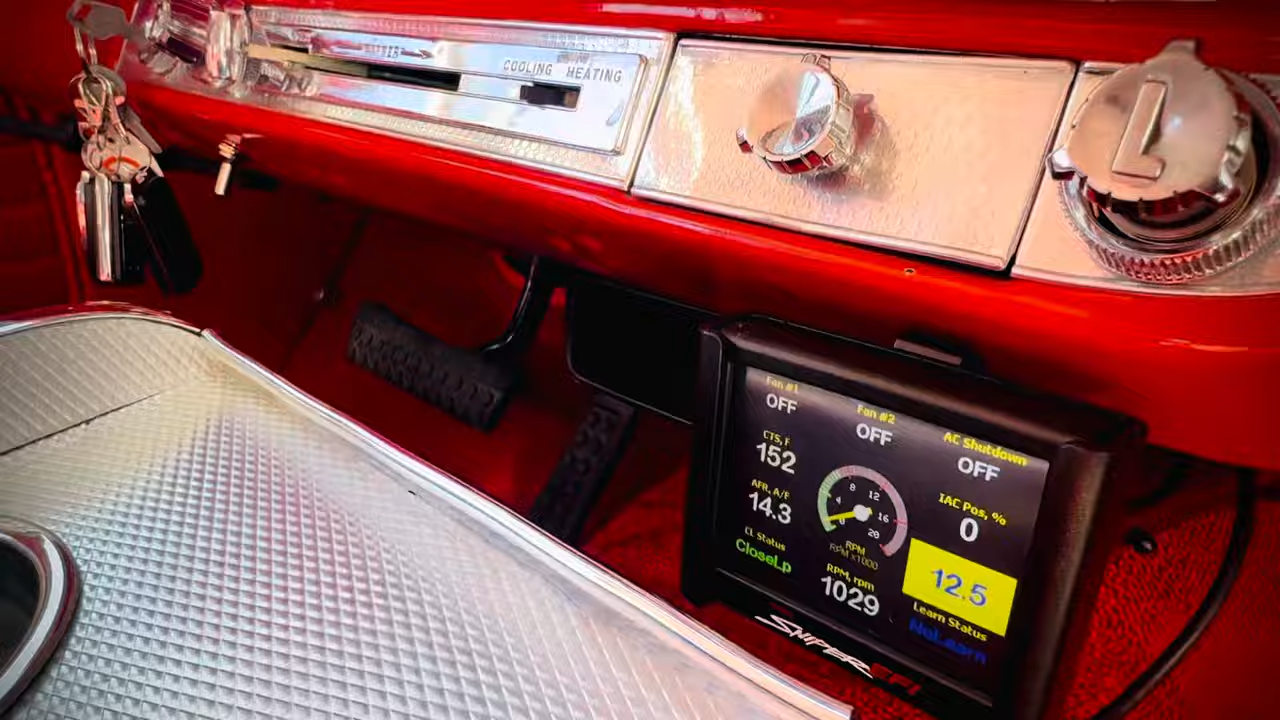 COOLING HEATING
L
Fan #1
OFF
Fan #2
OFF
AC Shutdown
OFF
CTS, F
152
IAC Pos, %
0
AFR, A/F
14.3
4
8
12
16
20
RPM
RPM x1000
CL Status
CloseLp
RPM, rpm
1029
12.5
Learn Status
NoLearn
SNIPER EFI